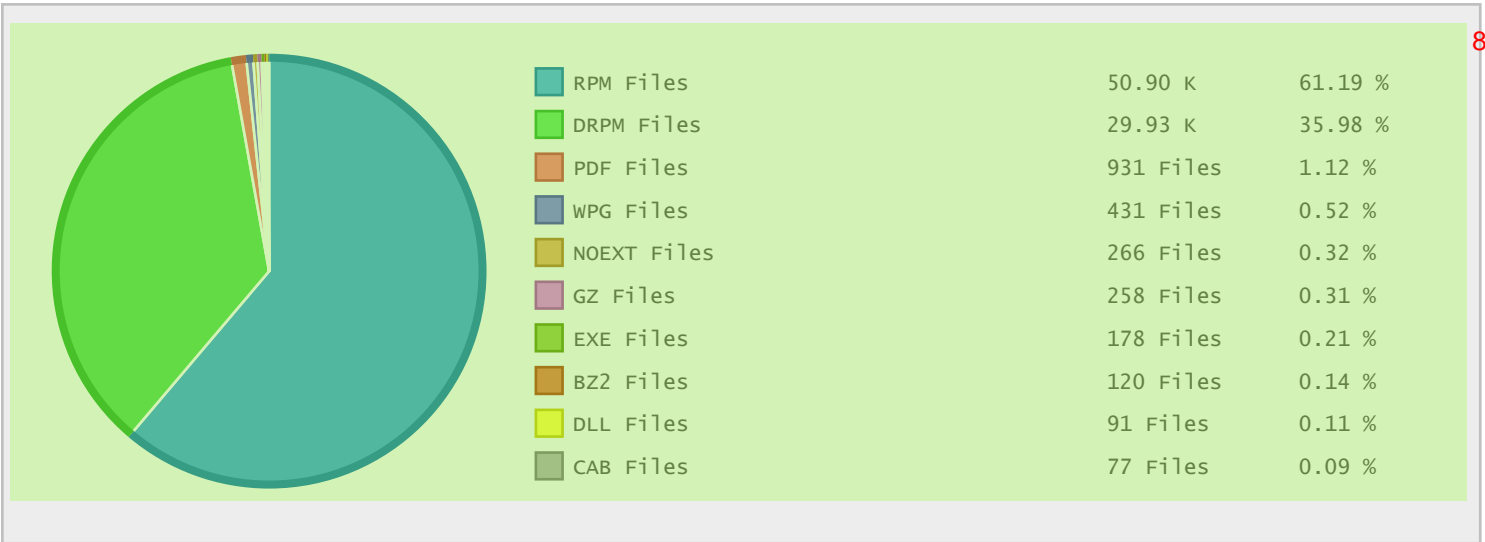 8
RPM Files 50.90 K 61.19 %
DRPM Files 29.93 K 35.98 %
PDF Files 931 Files 1.12 %
WPG Files 431 Files 0.52 %
NOEXT Files 266 Files 0.32 %
GZ Files 258 Files 0.31 %
EXE Files 178 Files 0.21 %
BZ2 Files 120 Files 0.14 %
DLL Files 91 Files 0.11 %
CAB Files 77 Files 0.09 %